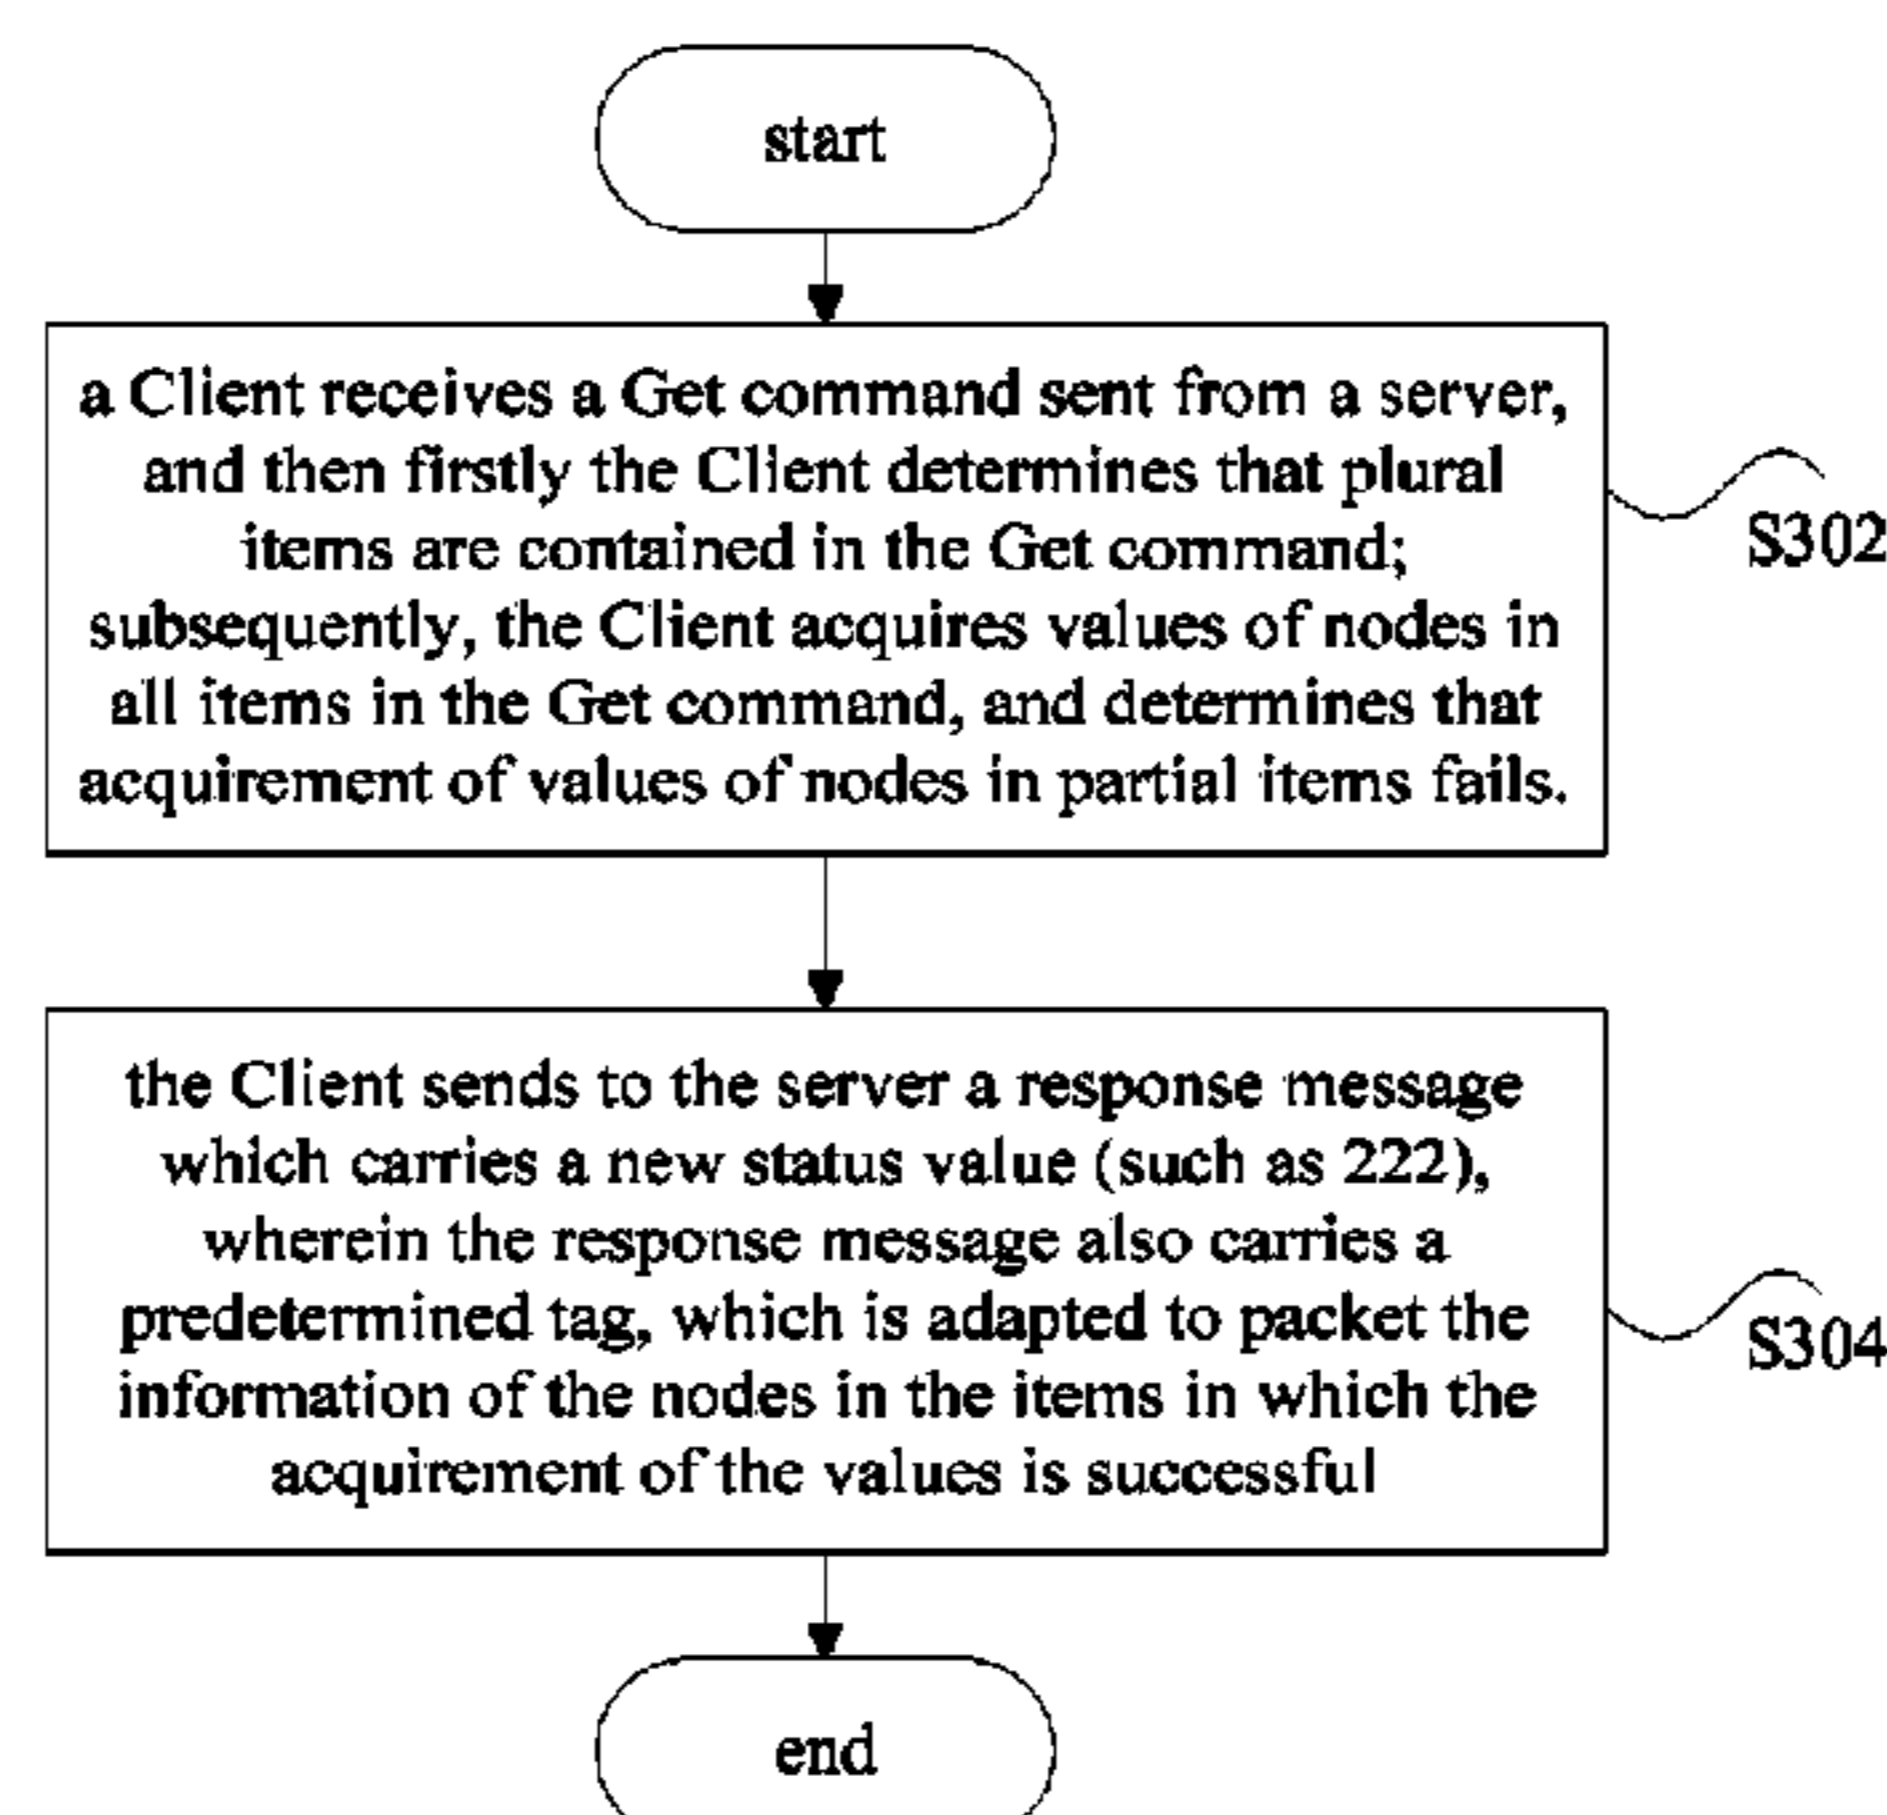 start
a Client receives a Get command sent from a server,
and then firstly the Client determines that plural
items are contained in the Get command;
subsequently, the Client acquires values of nodes in
all items in the Get command, and determines that
acquirement of values of nodes in partial items fails.
S302
the Client sends to the server a response message
which carries a new status value (such as 222),
wherein the response message also carries a
predetermined tag, which is adapted to packet the
information of the nodes in the items in which the
acquirement of the values is successful
S304
end